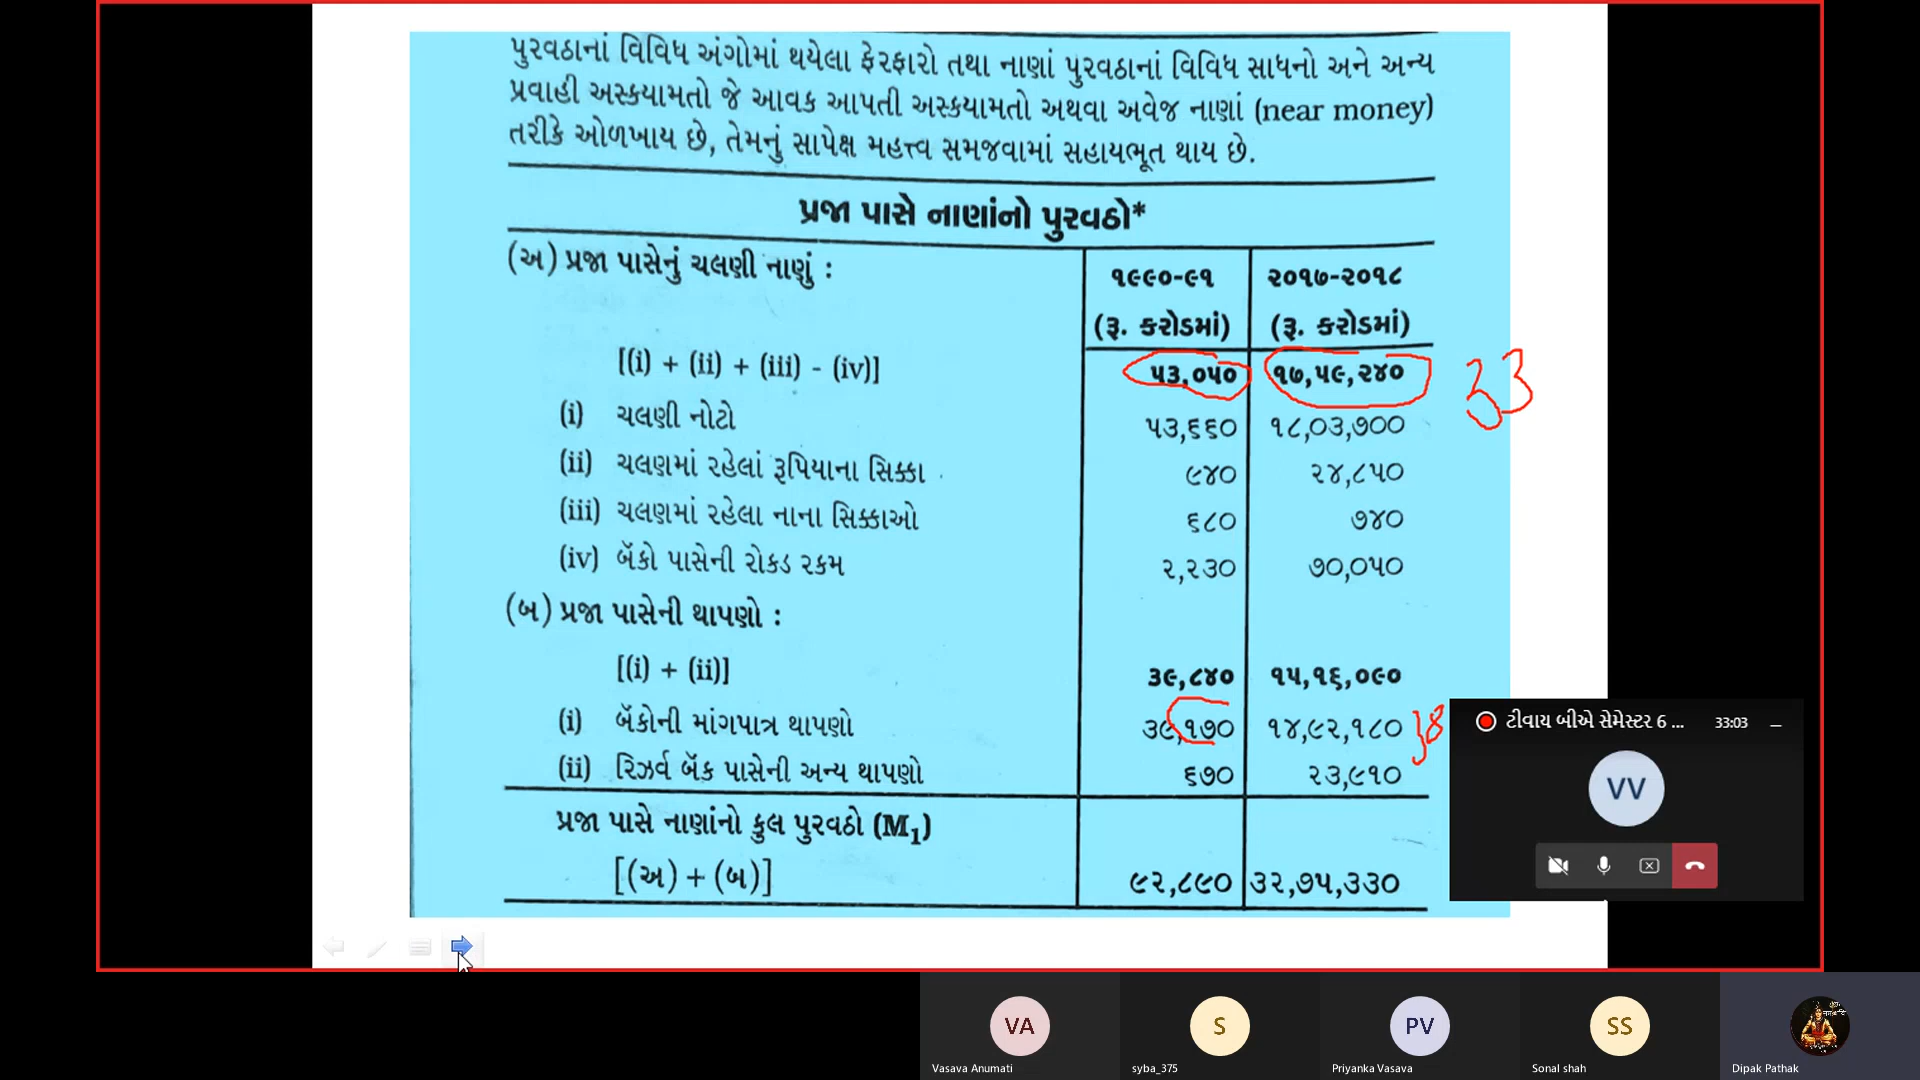 પુરવઠાનાં વિવિધ અંગોમાં થયેલા ફેરફારો તથા નાણાં પુરવઠાનાં વિવિધ સાધનો અને અન્ય
પ્રવાહી અસ્કયામતો જે આવક આપતી અસ્કયામતો અથવા અવેજ નાણાં (near money)
તરીકે ઓળખાય છે, તેમનું સાપેક્ષ મહત્ત્વ સમજવામાં સહાયભૂત થાય છે.
પ્રજા પાસે નાણાંનો પુરવઠો*
(અ) પ્રજા પાસેનું ચલણી નાણું : ૧૯૯૦-૯૧ ૨૦૧૭-૨૦૧૮
(રૂ. કરોડમાં) (રૂ. કરોડમાં)
[(i) + (ii) + (iii) - (iv)] ૫૩,૦૫૦ ૧૭,૫૯,૨૪૦ 33
(i) ચલણી નોટો ૫૩,૬૬૦ ૧૮,૦૩,૭૦૦
(ii) ચલણમાં રહેલાં રૂપિયાના સિક્કા ૯૪૦ ૨૪,૮૫૦
(iii) ચલણમાં રહેલા નાના સિક્કાઓ ૬૮૦ ૭૪૦
(iv) બૅંકો પાસેની રોકડ રકમ ૨,૨૩૦ ૭૦,૦૫૦
(બ) પ્રજા પાસેની થાપણો :
[(i) + (ii)] ૩૯,૮૪૦ ૧૫,૧૬,૦૯૦
(i) બૅંકોની માંગપાત્ર થાપણો ૩૯,૧૭૦ ૧૪,૯૨,૧૮૦ 38
(ii) રિઝર્વ બૅંક પાસેની અન્ય થાપણો ૬૭૦ ૨૩,૯૧૦
પ્રજા પાસે નાણાંનો કુલ પુરવઠો (M₁)
[(અ) + (બ)] ૯૨,૮૯૦ ૩૨,૭૫,૩૩૦
ટીવાય બીએ સેમેસ્ટર 6 ... 33:03
VV
VA S PV SS
Vasava Anumati syba_375 Priyanka Vasava Sonal shah Dipak Pathak